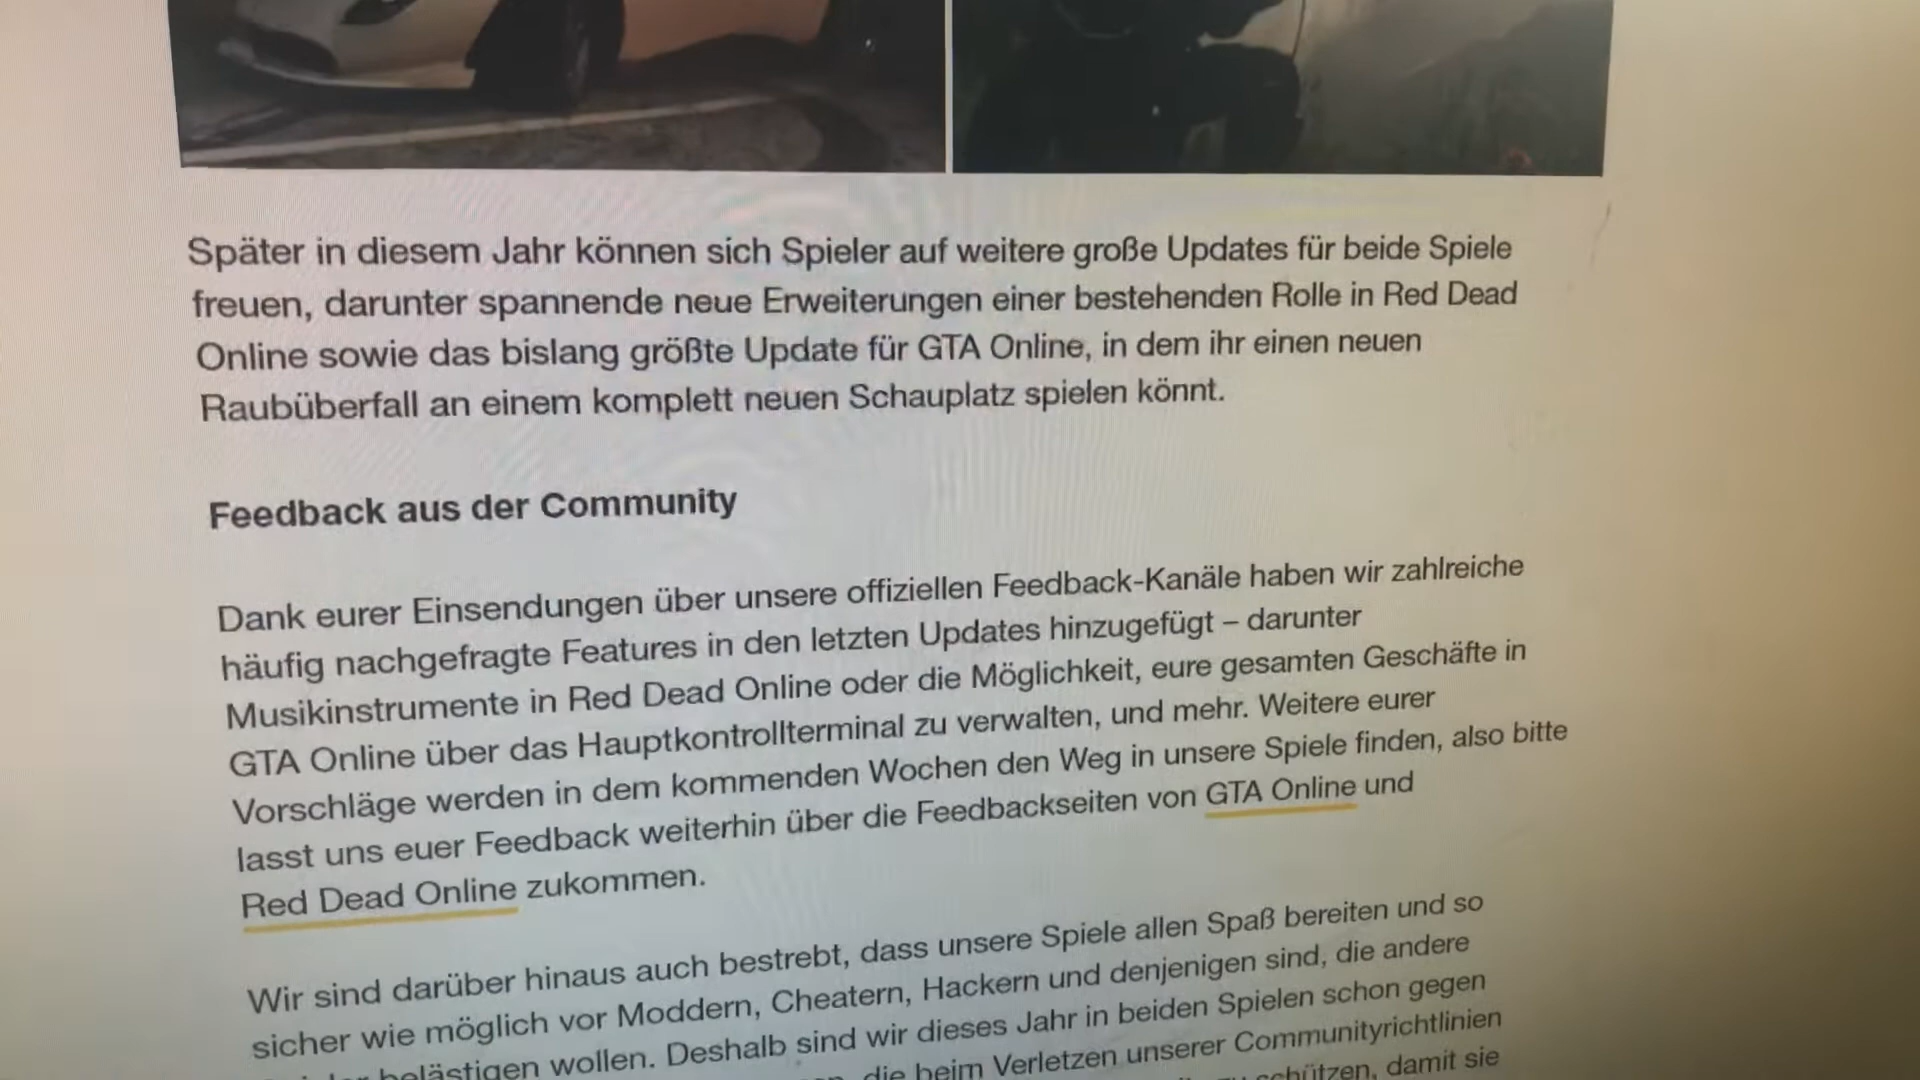 Später in diesem Jahr können sich Spieler auf weitere große Updates für beide Spiele
freuen, darunter spannende neue Erweiterungen einer bestehenden Rolle in Red Dead
Online sowie das bislang größte Update für GTA Online, in dem ihr einen neuen
Raubüberfall an einem komplett neuen Schauplatz spielen könnt.
Feedback aus der Community
Dank eurer Einsendungen über unsere offiziellen Feedback-Kanäle haben wir zahlreiche
häufig nachgefragte Features in den letzten Updates hinzugefügt – darunter
Musikinstrumente in Red Dead Online oder die Möglichkeit, eure gesamten Geschäfte in
GTA Online über das Hauptkontrollterminal zu verwalten, und mehr. Weitere eurer
Vorschläge werden in dem kommenden Wochen den Weg in unsere Spiele finden, also bitte
lasst uns euer Feedback weiterhin über die Feedbackseiten von GTA Online und
Red Dead Online zukommen.
Wir sind darüber hinaus auch bestrebt, dass unsere Spiele allen Spaß bereiten und so
sicher wie möglich vor Moddern, Cheatern, Hackern und denjenigen sind, die andere
belästigen wollen. Deshalb sind wir dieses Jahr in beiden Spielen schon gegen
die beim Verletzen unserer Communityrichtlinien
schützen, damit sie